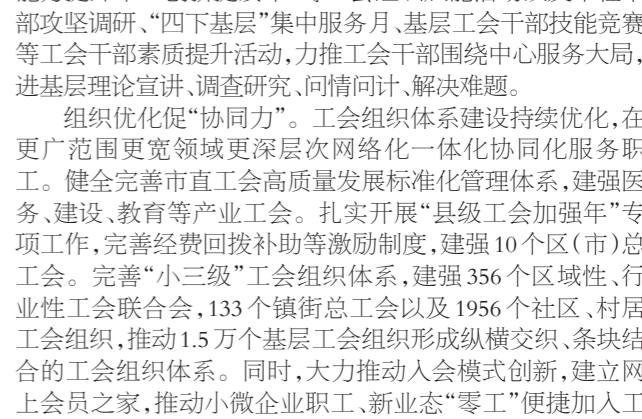 部攻坚调研、“四下基层”集中服务月、基层工会干部技能竞赛
等工会干部素质提升活动,力推工会干部围绕中心服务大局,
进基层理论宣讲、调查研究、问情问计、解决难题。
组织优化促“协同力”。工会组织体系建设持续优化,在
更广范围更宽领域更深层次网络化一体化协同化服务职
工。健全完善市直工会高质量发展标准化管理体系,建强医
务、建设、教育等产业工会。扎实开展“县级工会加强年”专
项工作,完善经费回拨补助等激励制度,建强10个区(市)总
工会。完善“小三级”工会组织体系,建强356个区域性、行
业性工会联合会,133个镇街总工会以及1956个社区、村居
工会组织,推动1.5万个基层工会组织形成纵横交织、条块结
合的工会组织体系。同时,大力推动入会模式创新,建立网
上会员之家,推动小微企业职工、新业态“零工”便捷加入工